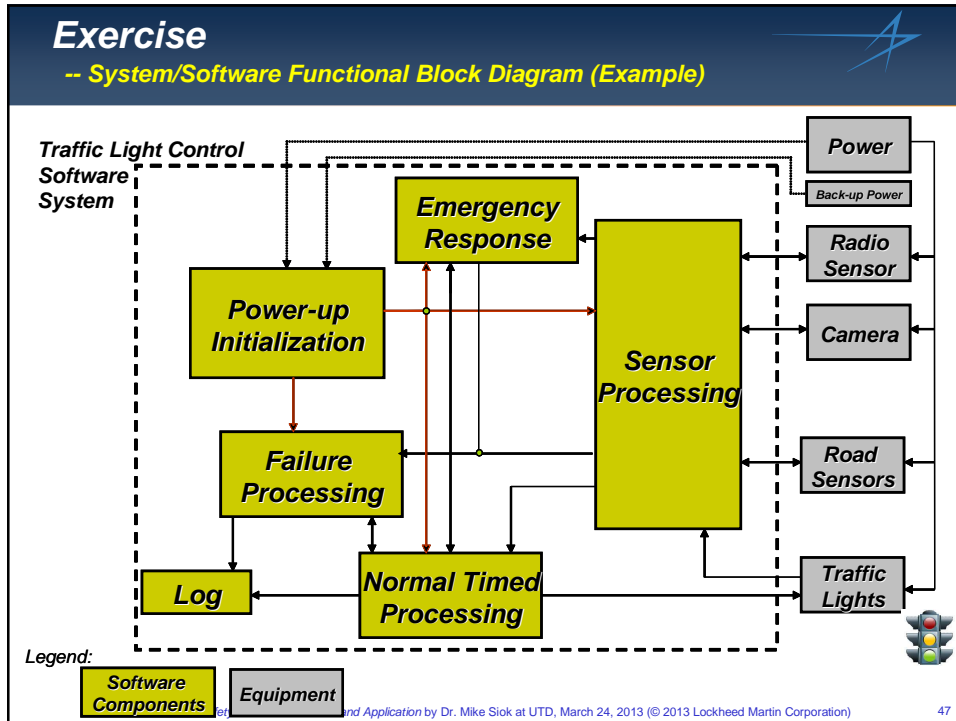 Exercise
-- System/Software Functional Block Diagram (Example)
Traffic Light Control
Software
System
Power
Back-up Power
Emergency
Response
Radio
Sensor
Power-up
Initialization
Camera
Sensor
Processing
Failure
Processing
Road
Sensors
Log
Normal Timed
Processing
Traffic
Lights
Legend:
Software
Components
Equipment
and Application by Dr. Mike Siok at UTD, March 24, 2013 (© 2013 Lockheed Martin Corporation)
47